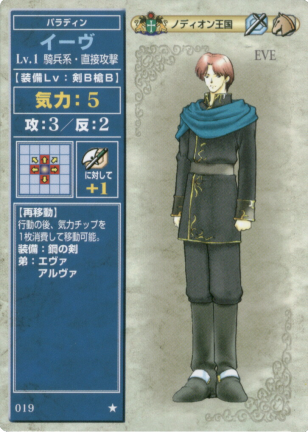 パラディン
イーヴ
Lv.1 騎兵系・直接攻撃
【装備Lv：剣B槍B】
気力：5
攻：3／反：2
に対して
+1
【再移動】
行動の後、気力チップを
1枚消費して移動可能。
装備：鋼の剣
弟：エヴァ
アルヴァ
019 ★
ノディオン王国
EVE